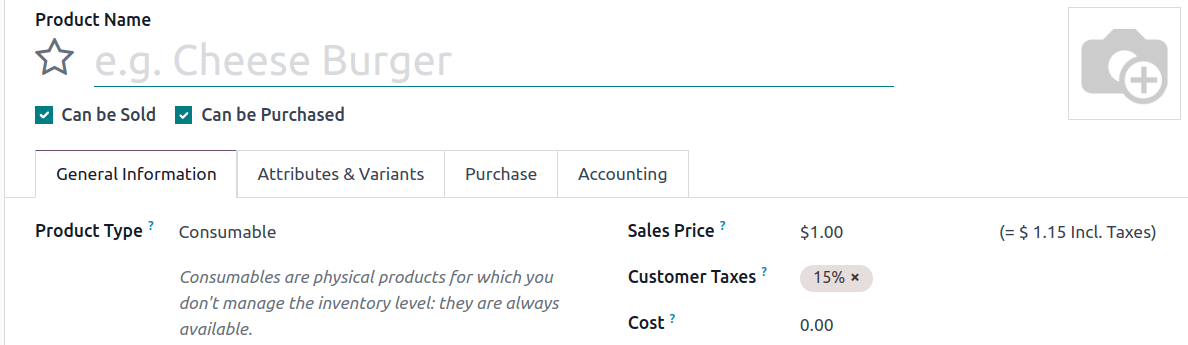 Product Name
e.g. Cheese Burger
Can be Sold Can be Purchased
General Information Attributes & Variants Purchase Accounting
Product Type ? Consumable Sales Price ? $1.00 (= $ 1.15 Incl. Taxes)
Consumables are physical products for which you
don't manage the inventory level: they are always
available.
Customer Taxes ? 15% ×
Cost ? 0.00